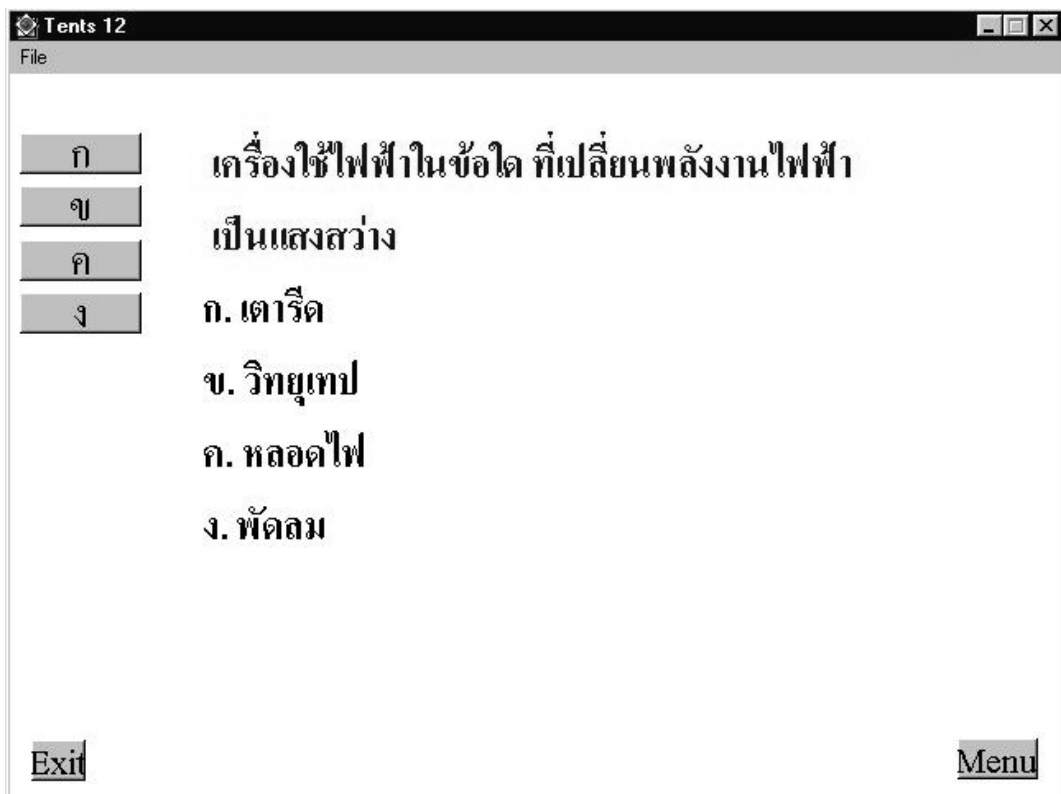 Tents 12
File
ก
ข
ค
ง
เครื่องใช้ไฟฟ้าในข้อใด ที่เปลี่ยนพลังงานไฟฟ้า
เป็นแสงสว่าง
ก. เตารีด
ข. วิทยุเทป
ค. หลอดไฟ
ง. พัดลม
Exit
Menu